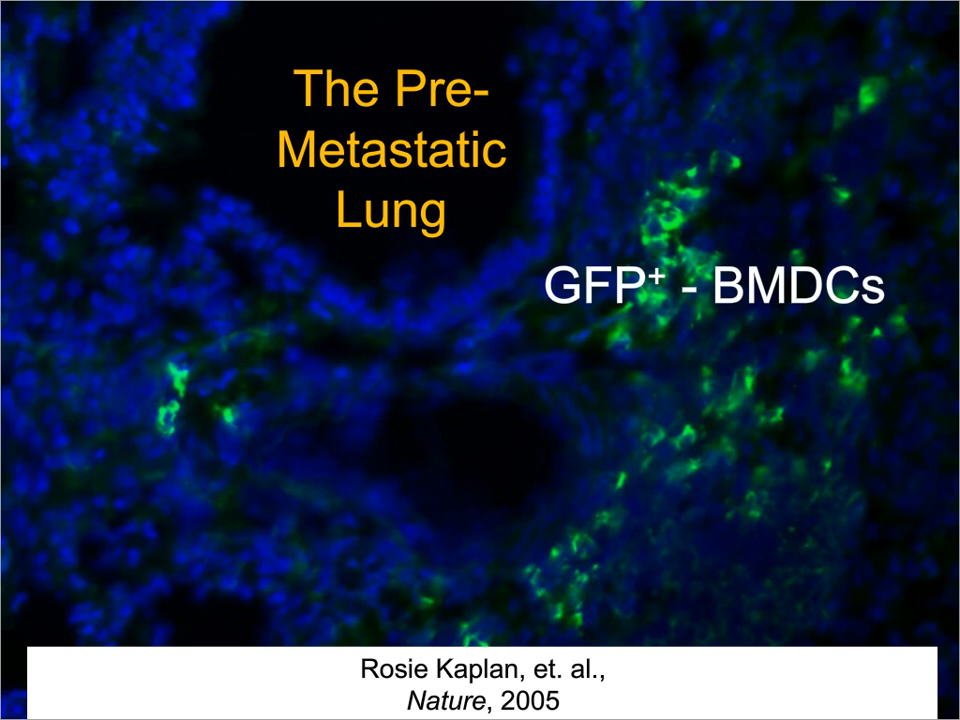 The Pre-
Metastatic
Lung
GFP⁺ - BMDCs
Rosie Kaplan, et. al.,
Nature, 2005